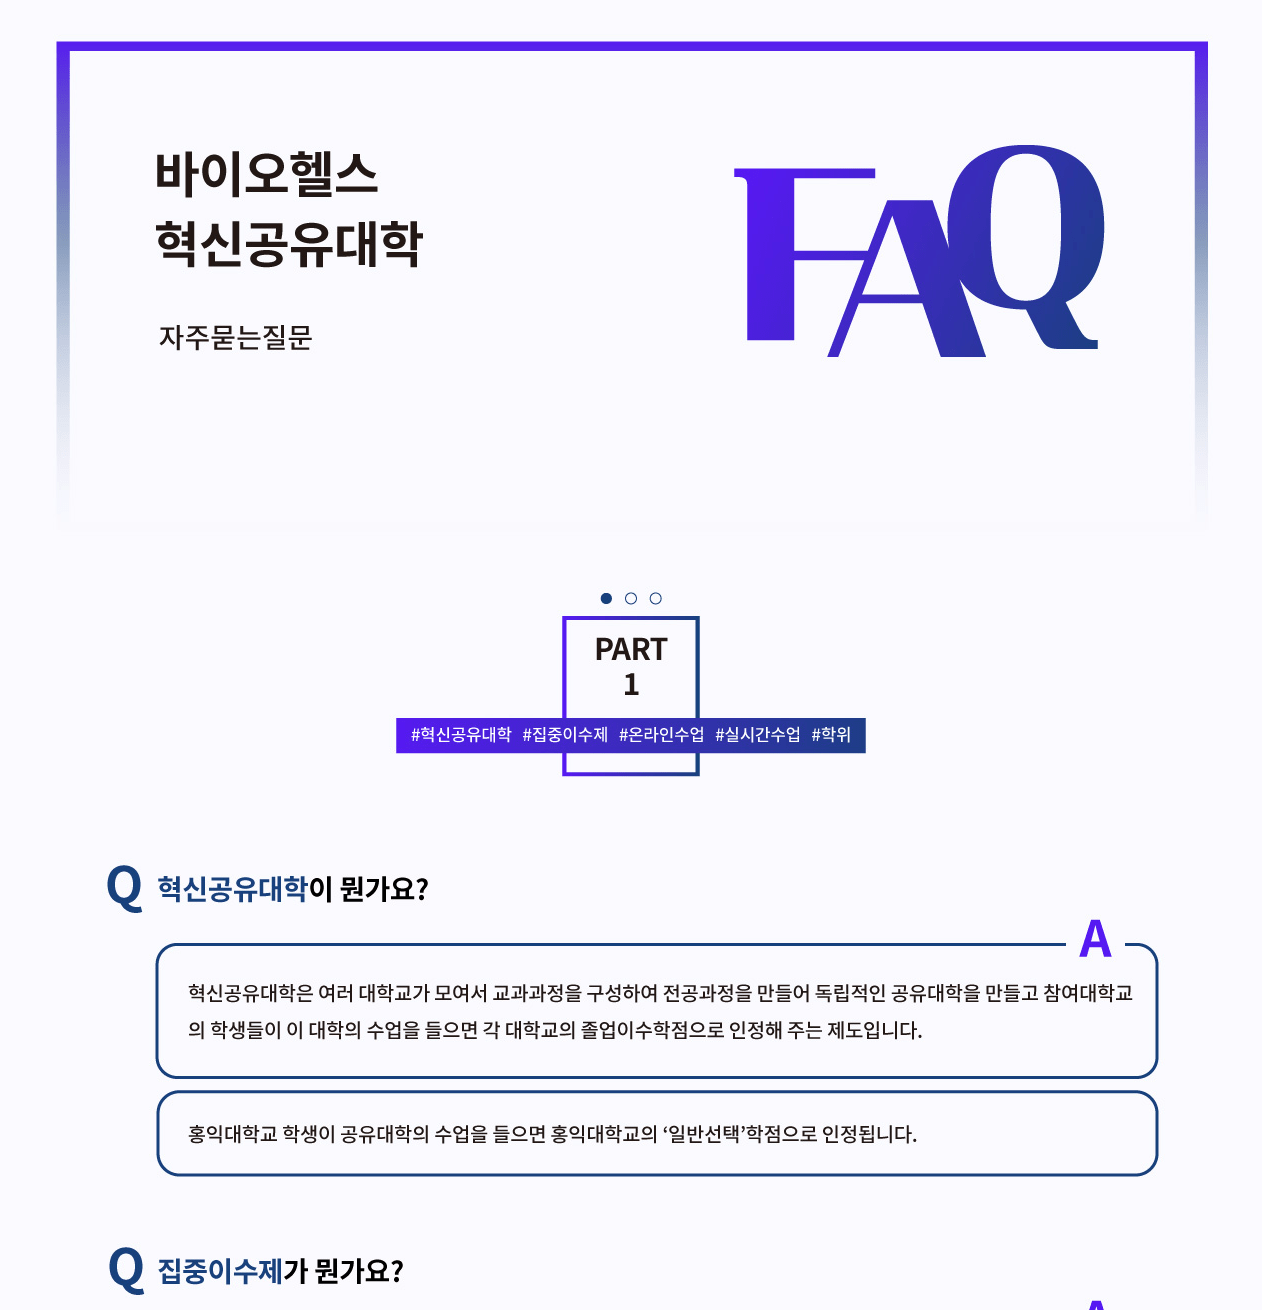 바이오헬스
혁신공유대학
자주묻는질문
FAQ
PART
1
#혁신공유대학 #집중이수제 #온라인수업 #실시간수업 #학위
Q 혁신공유대학이 뭔가요?
A
혁신공유대학은 여러 대학교가 모여서 교과과정을 구성하여 전공과정을 만들어 독립적인 공유대학을 만들고 참여대학교
의 학생들이 이 대학의 수업을 들으면 각 대학교의 졸업이수학점으로 인정해 주는 제도입니다.
홍익대학교 학생이 공유대학의 수업을 들으면 홍익대학교의 ‘일반선택’학점으로 인정됩니다.
Q 집중이수제가 뭔가요?
A